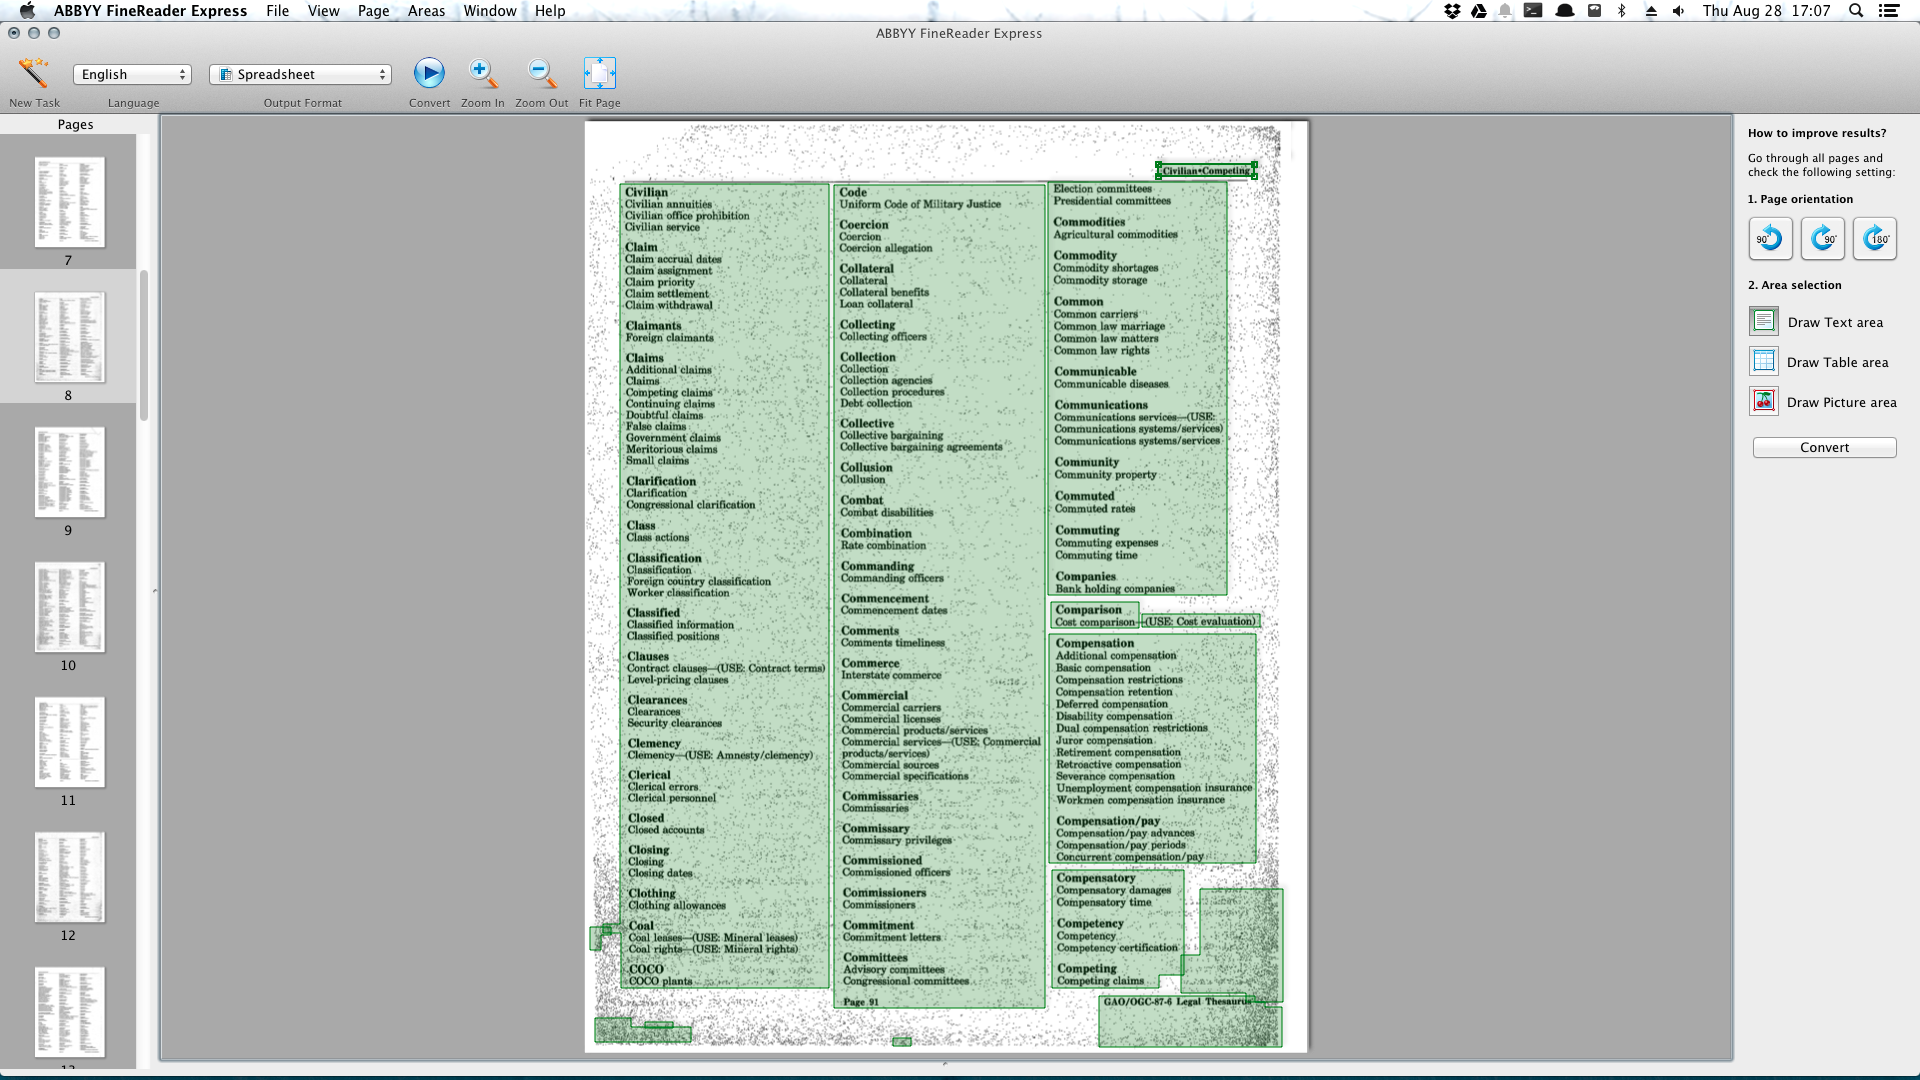 ABBYY FineReader Express File View Page Areas Window Help
Thu Aug 28 17:07
ABBYY FineReader Express
English
Spreadsheet
New Task Language Output Format Convert Zoom In Zoom Out Fit Page
Pages
7
8
9
10
11
12
Civilian•Competing
Civilian
Civilian annuities
Civilian office prohibition
Civilian service
Claim
Claim accrual dates
Claim assignment
Claim priority
Claim settlement
Claim withdrawal
Claimants
Foreign claimants
Claims
Additional claims
Claims
Competing claims
Continuing claims
Doubtful claims
False claims
Government claims
Meritorious claims
Small claims
Clarification
Clarification
Congressional clarification
Class
Class actions
Classification
Classification
Foreign country classification
Worker classification
Classified
Classified information
Classified positions
Clauses
Contract clauses—(USE: Contract terms)
Level-pricing clauses
Clearances
Clearances
Security clearances
Clemency
Clemency—(USE: Amnesty/clemency)
Clerical
Clerical errors
Clerical personnel
Closed
Closed accounts
Closing
Closing
Closing dates
Clothing
Clothing allowances
Coal
Coal leases—(USE: Mineral leases)
Coal rights—(USE: Mineral rights)
COCO
COCO plants
Code
Uniform Code of Military Justice
Coercion
Coercion
Coercion allegation
Collateral
Collateral
Collateral benefits
Loan collateral
Collecting
Collecting officers
Collection
Collection
Collection agencies
Collection procedures
Debt collection
Collective
Collective bargaining
Collective bargaining agreements
Collusion
Collusion
Combat
Combat disabilities
Combination
Rate combination
Commanding
Commanding officers
Commencement
Commencement dates
Comments
Comments timeliness
Commerce
Interstate commerce
Commercial
Commercial carriers
Commercial licenses
Commercial products/services
Commercial services—(USE: Commercial
products/services)
Commercial sources
Commercial specifications
Commissaries
Commissaries
Commissary
Commissary privileges
Commissioned
Commissioned officers
Commissioners
Commissioners
Commitment
Commitment letters
Committees
Advisory committees
Congressional committees
Page 91
Election committees
Presidential committees
Commodities
Agricultural commodities
Commodity
Commodity shortages
Commodity storage
Common
Common carriers
Common law marriage
Common law matters
Common law rights
Communicable
Communicable diseases
Communications
Communications services—(USE:
Communications systems/services)
Communications systems/services
Community
Community property
Commuted
Commuted rates
Commuting
Commuting expenses
Commuting time
Companies
Bank holding companies
Comparison
Cost comparison—(USE: Cost evaluation)
Compensation
Additional compensation
Basic compensation
Compensation restrictions
Compensation retention
Deferred compensation
Disability compensation
Dual compensation restrictions
Juror compensation
Retirement compensation
Retroactive compensation
Severance compensation
Unemployment compensation insurance
Workmen compensation insurance
Compensation/pay
Compensation/pay advances
Compensation/pay periods
Concurrent compensation/pay
Compensatory
Compensatory damages
Compensatory time
Competency
Competency
Competency certification
Competing
Competing claims
GAO/OGC-87-6 Legal Thesaurus
How to improve results?
Go through all pages and
check the following setting:
1. Page orientation
90° 90° 180°
2. Area selection
Draw Text area
Draw Table area
Draw Picture area
Convert